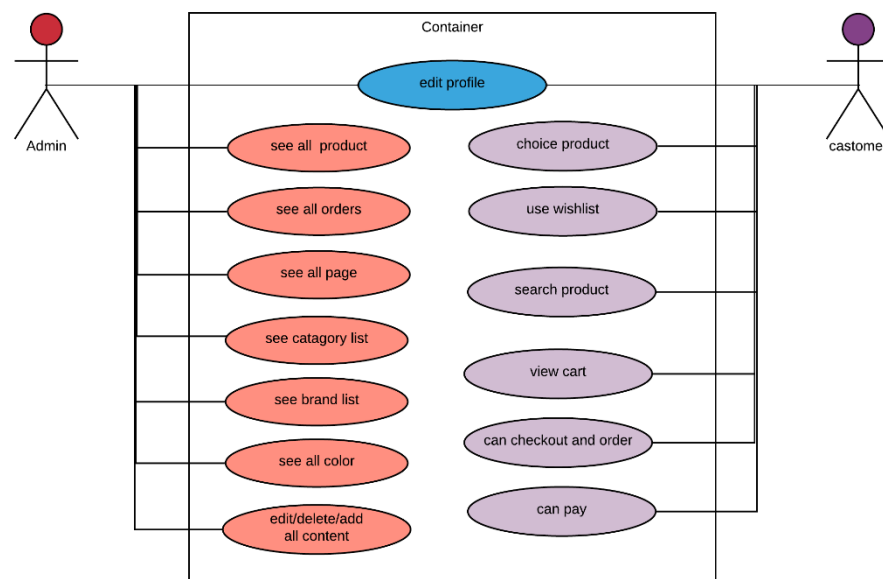 Container
edit profile
Admin
castome
see all product
see all orders
see all page
see catagory list
see brand list
see all color
edit/delete/add
all content
choice product
use wishlist
search product
view cart
can checkout and order
can pay